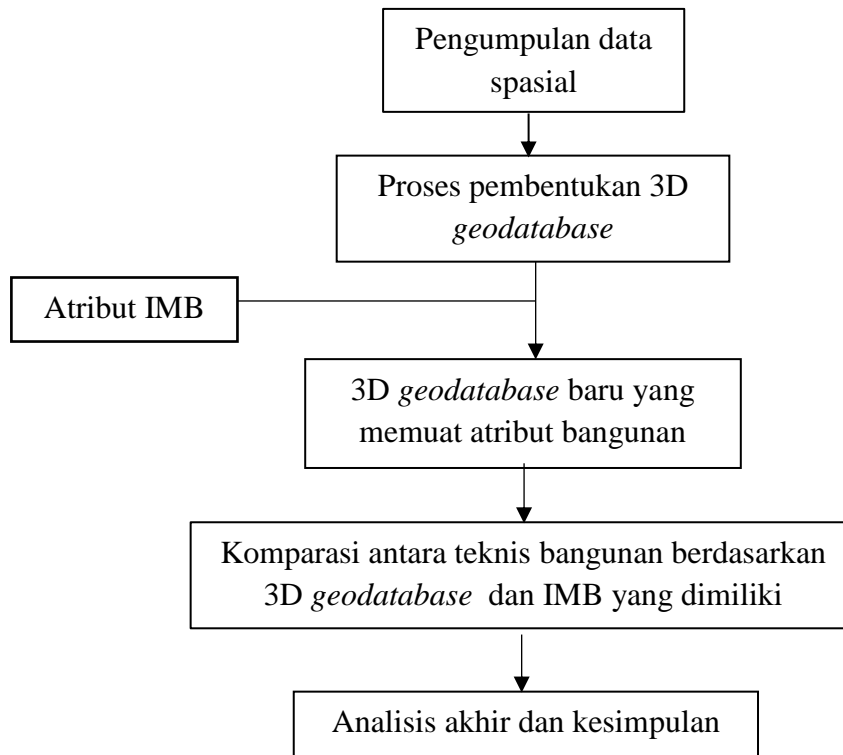 Pengumpulan data
spasial
Proses pembentukan 3D
geodatabase
Atribut IMB
3D geodatabase baru yang
memuat atribut bangunan
Komparasi antara teknis bangunan berdasarkan
3D geodatabase dan IMB yang dimiliki
Analisis akhir dan kesimpulan